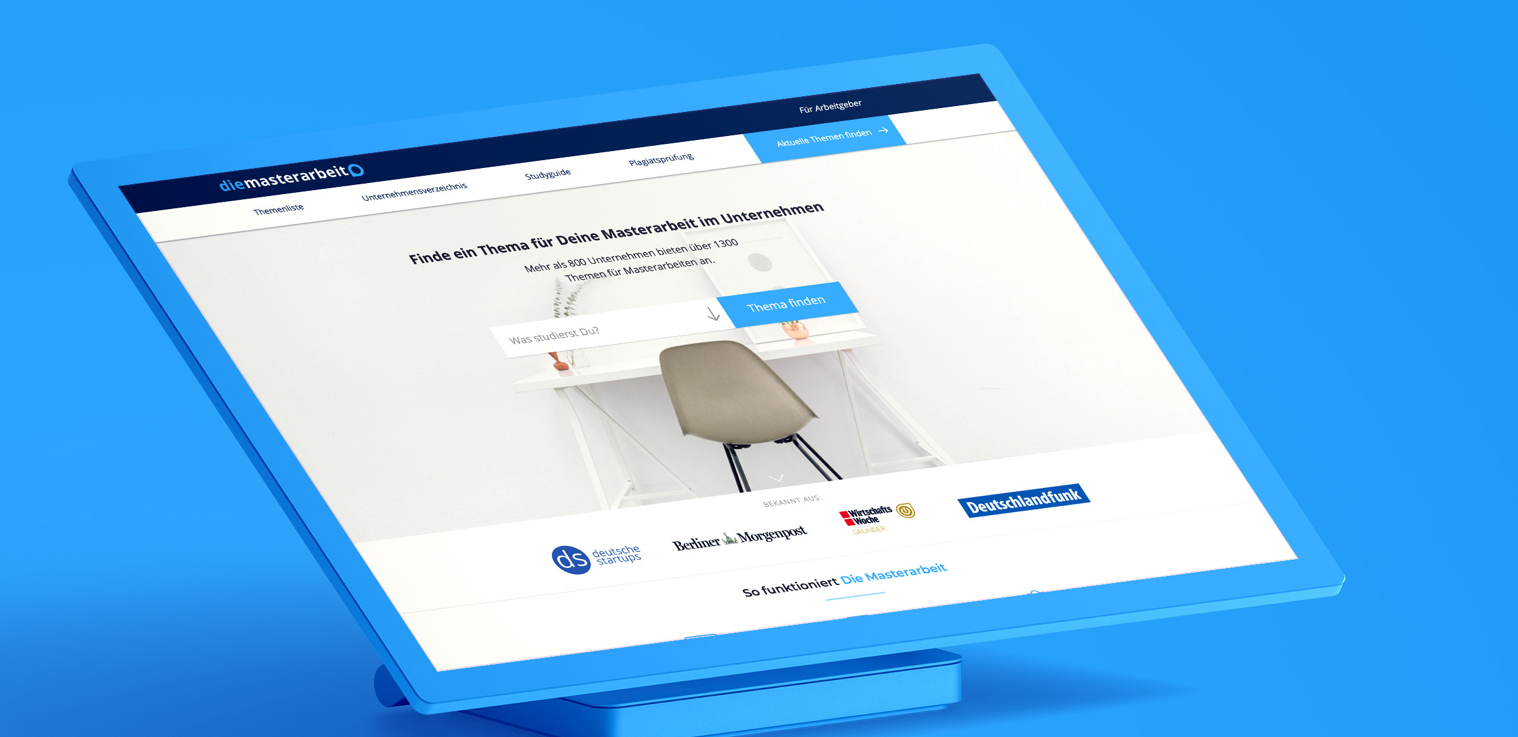 Für Arbeitgeber
diemasterarbeit
Themenliste
Unternehmensverzeichnis
Studyguide
Plagiatsprüfung
Aktuelle Themen finden
Finde ein Thema für Deine Masterarbeit im Unternehmen
Mehr als 800 Unternehmen bieten über 1300
Themen für Masterarbeiten an.
Was studierst Du?
Thema finden
BEKANNT AUS:
ds deutsche
startups
Berliner Morgenpost
Wirtschafts
Woche
GRÜNDER
Deutschlandfunk
So funktioniert Die Masterarbeit